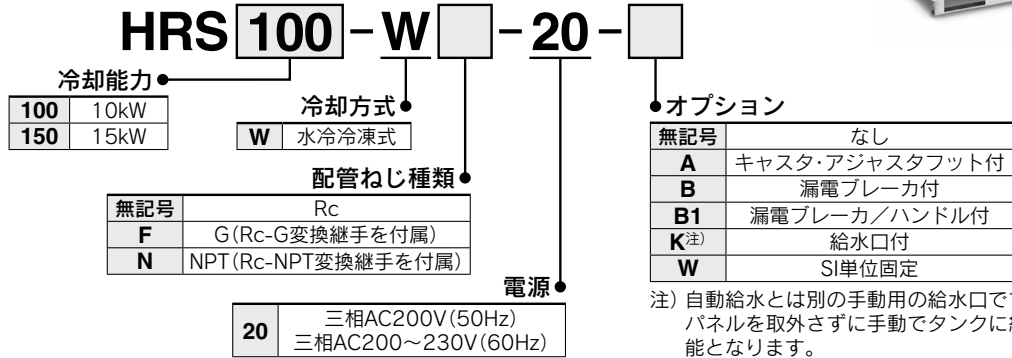 HRS 100 - W - 20 -
冷却能力
100 10kW
150 15kW
冷却方式
W 水冷冷凍式
配管ねじ種類
無記号 Rc
F G(Rc-G変換継手を付属)
N NPT(Rc-NPT変換継手を付属)
電源
20 三相AC200V(50Hz)
三相AC200~230V(60Hz)
オプション
無記号 なし
A キャスタ・アジャスタフット付
B 漏電ブレーカ付
B1 漏電ブレーカ/ハンドル付
K注) 給水口付
W SI単位固定
注)自動給水とは別の手動用の給水口で
パネルを取外さずに手動でタンクに
能となります。